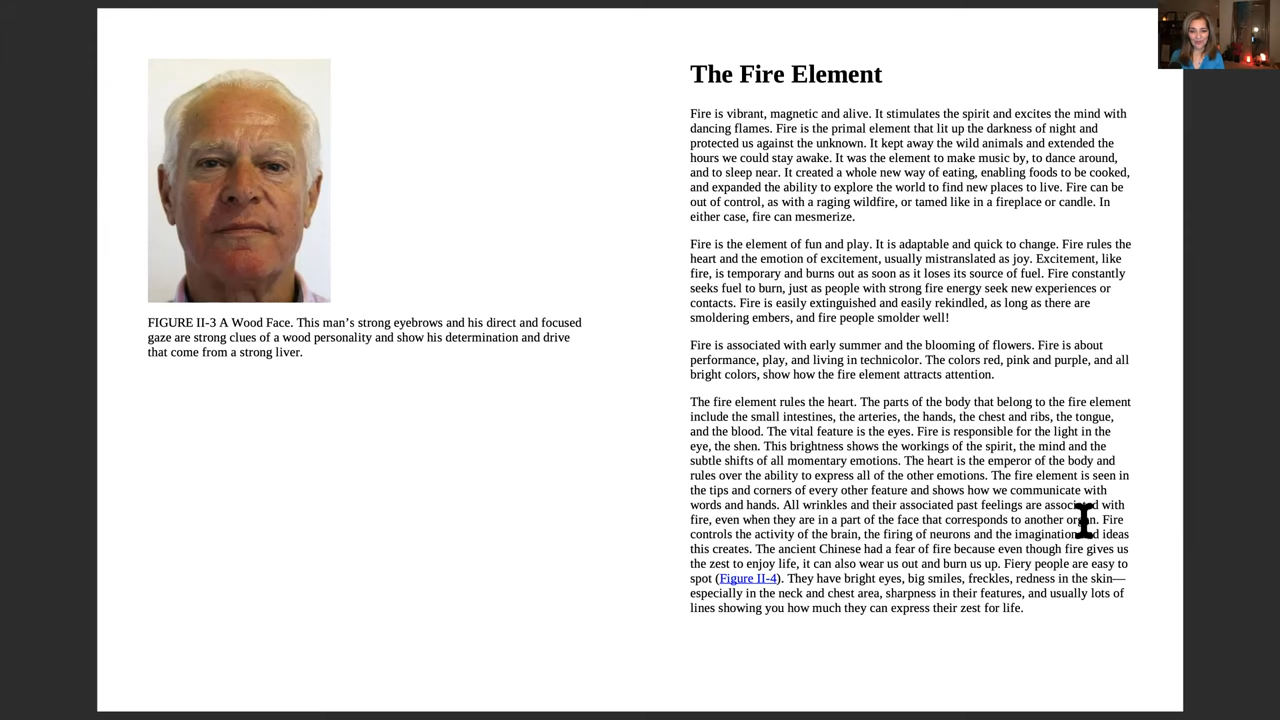 FIGURE II-3 A Wood Face. This man’s strong eyebrows and his direct and focused
gaze are strong clues of a wood personality and show his determination and drive
that come from a strong liver.
The Fire Element
Fire is vibrant, magnetic and alive. It stimulates the spirit and excites the mind with
dancing flames. Fire is the primal element that lit up the darkness of night and
protected us against the unknown. It kept away the wild animals and extended the
hours we could stay awake. It was the element to make music by, to dance around,
and to sleep near. It created a whole new way of eating, enabling foods to be cooked,
and expanded the ability to explore the world to find new places to live. Fire can be
out of control, as with a raging wildfire, or tamed like in a fireplace or candle. In
either case, fire can mesmerize.
Fire is the element of fun and play. It is adaptable and quick to change. Fire rules the
heart and the emotion of excitement, usually mistranslated as joy. Excitement, like
fire, is temporary and burns out as soon as it loses its source of fuel. Fire constantly
seeks fuel to burn, just as people with strong fire energy seek new experiences or
contacts. Fire is easily extinguished and easily rekindled, as long as there are
smoldering embers, and fire people smolder well!
Fire is associated with early summer and the blooming of flowers. Fire is about
performance, play, and living in technicolor. The colors red, pink and purple, and all
bright colors, show how the fire element attracts attention.
The fire element rules the heart. The parts of the body that belong to the fire element
include the small intestines, the arteries, the hands, the chest and ribs, the tongue,
and the blood. The vital feature is the eyes. Fire is responsible for the light in the
eye, the shen. This brightness shows the workings of the spirit, the mind and the
subtle shifts of all momentary emotions. The heart is the emperor of the body and
rules over the ability to express all of the other emotions. The fire element is seen in
the tips and corners of every other feature and shows how we communicate with
words and hands. All wrinkles and their associated past feelings are associated with
fire, even when they are in a part of the face that corresponds to another organ. Fire
controls the activity of the brain, the firing of neurons and the imagination and ideas
this creates. The ancient Chinese had a fear of fire because even though fire gives us
the zest to enjoy life, it can also wear us out and burn us up. Fiery people are easy to
spot (Figure II-4). They have bright eyes, big smiles, freckles, redness in the skin—
especially in the neck and chest area, sharpness in their features, and usually lots of
lines showing you how much they can express their zest for life.